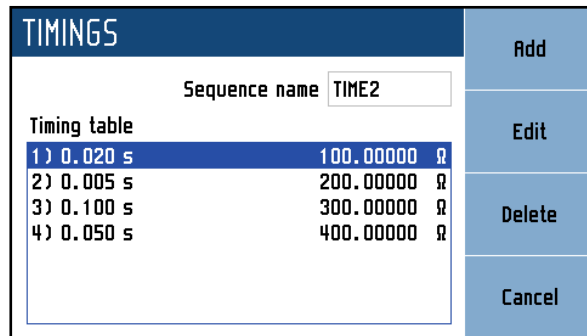 TIMINGS
Sequence name TIME2
Timing table
1) 0.020 s 100.00000 Ω
2) 0.005 s 200.00000 Ω
3) 0.100 s 300.00000 Ω
4) 0.050 s 400.00000 Ω
Add
Edit
Delete
Cancel